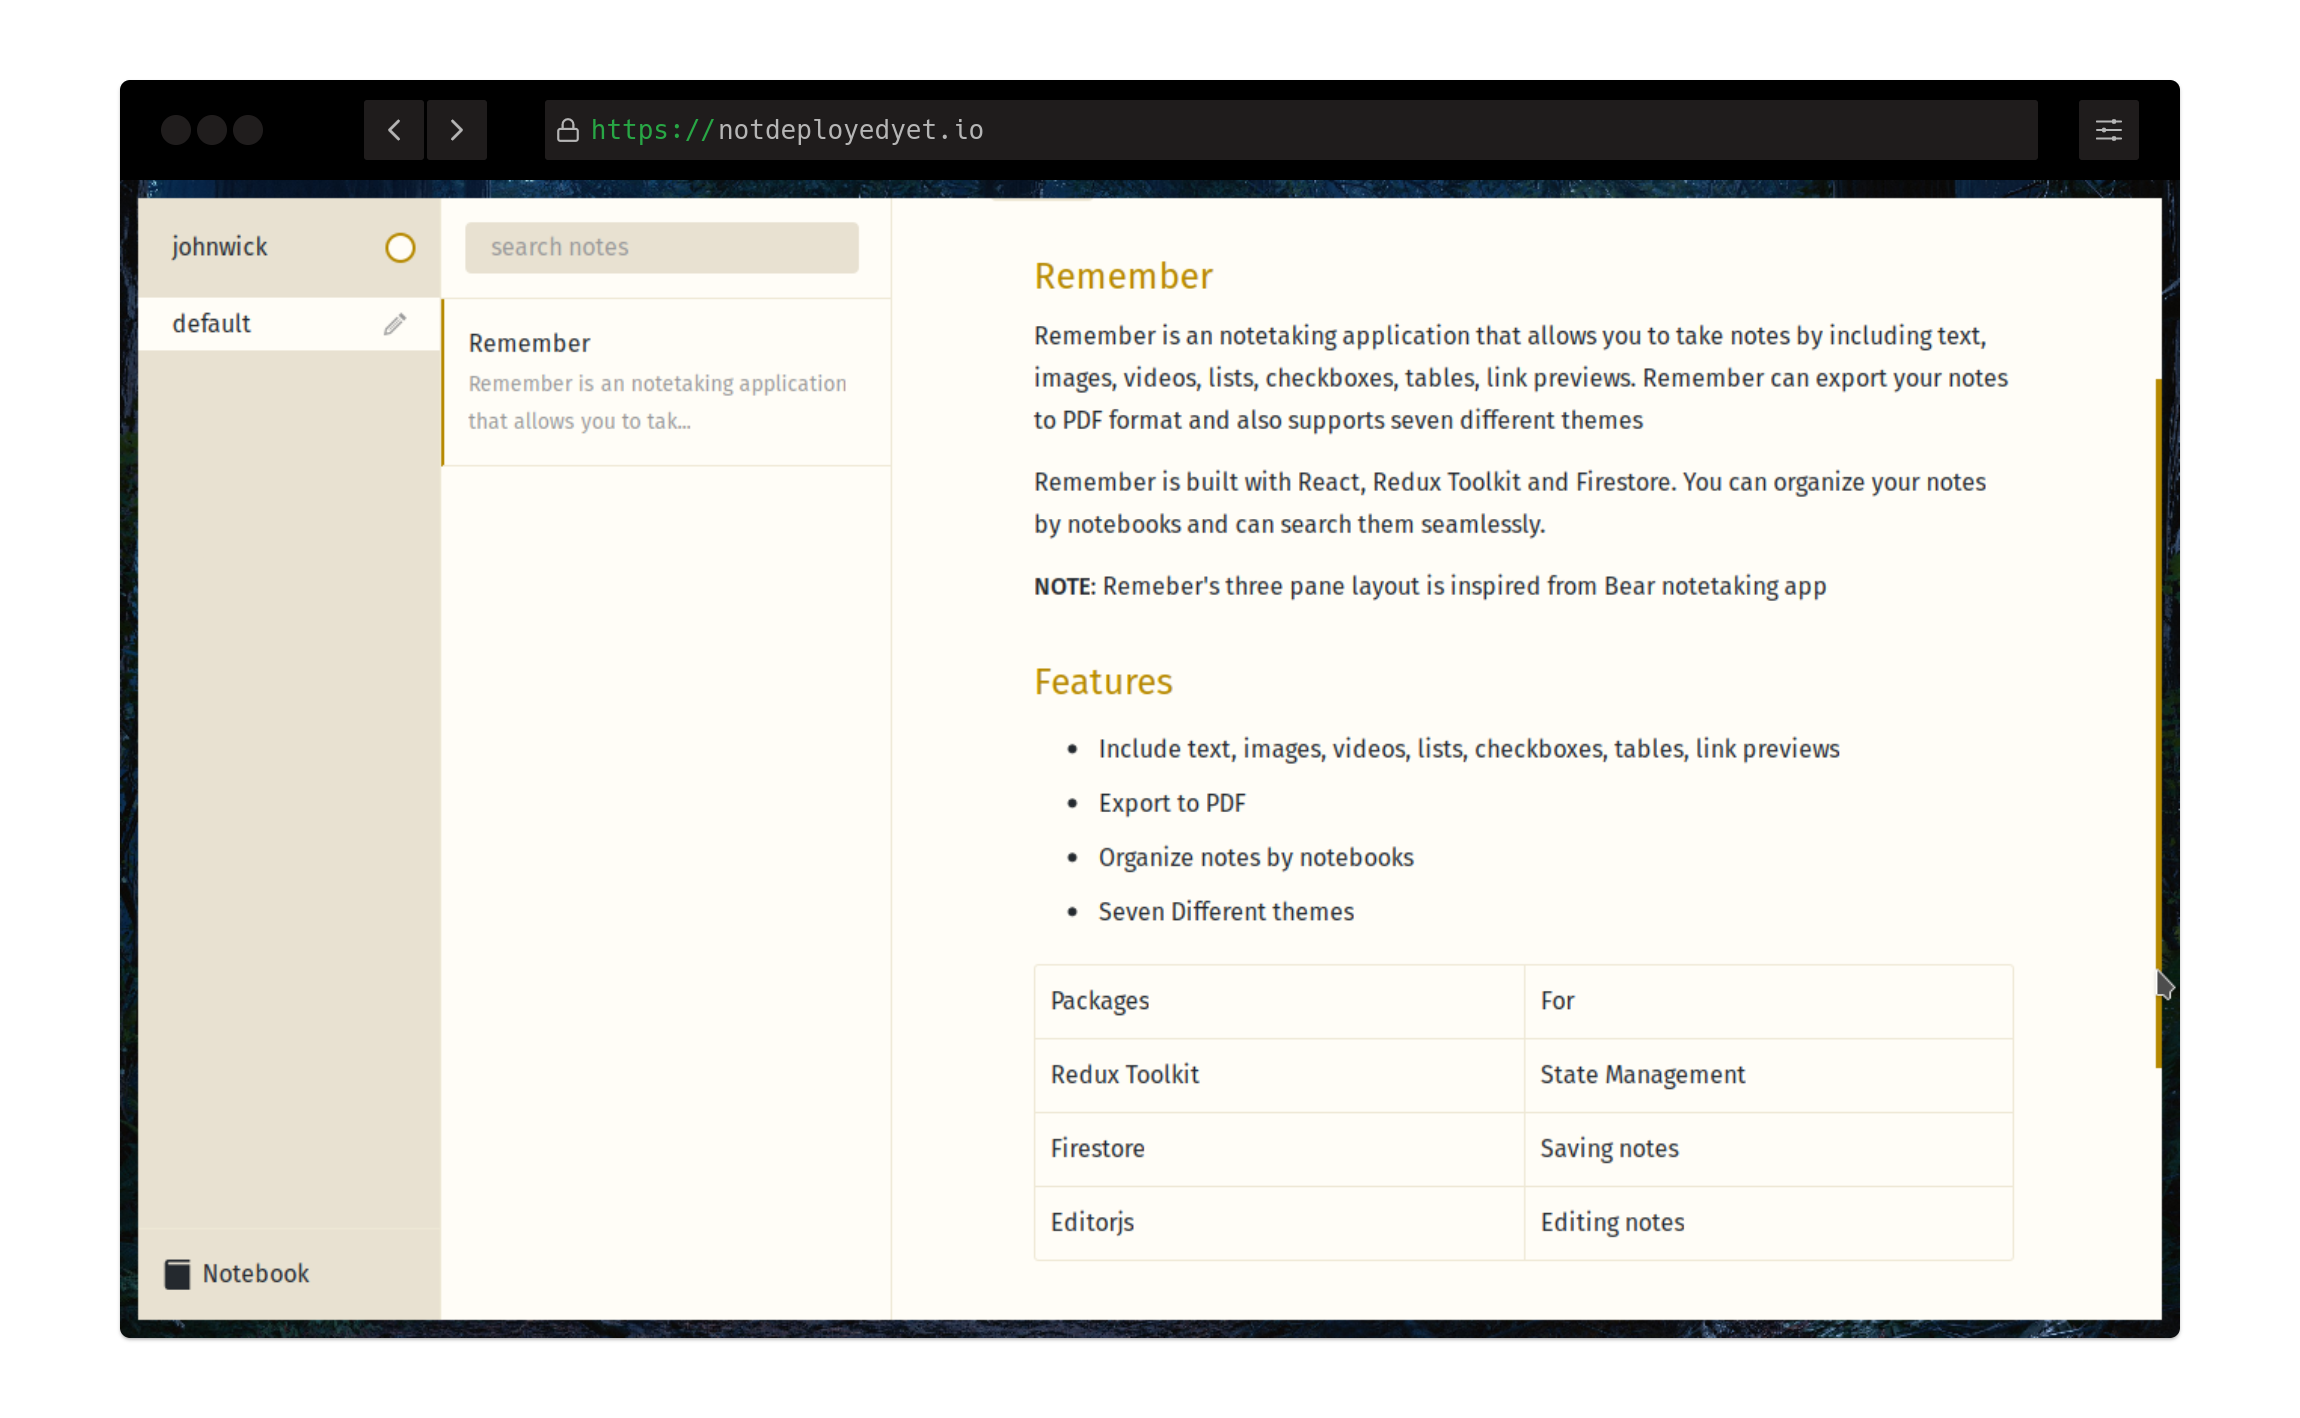 https://notdeployedyet.io
johnwick
default
Notebook
search notes
Remember
Remember is an notetaking application
that allows you to tak...
Remember
Remember is an notetaking application that allows you to take notes by including text,
images, videos, lists, checkboxes, tables, link previews. Remember can export your notes
to PDF format and also supports seven different themes
Remember is built with React, Redux Toolkit and Firestore. You can organize your notes
by notebooks and can search them seamlessly.
NOTE: Remeber's three pane layout is inspired from Bear notetaking app
Features
• Include text, images, videos, lists, checkboxes, tables, link previews
• Export to PDF
• Organize notes by notebooks
• Seven Different themes
Packages For
Redux Toolkit State Management
Firestore Saving notes
Editorjs Editing notes